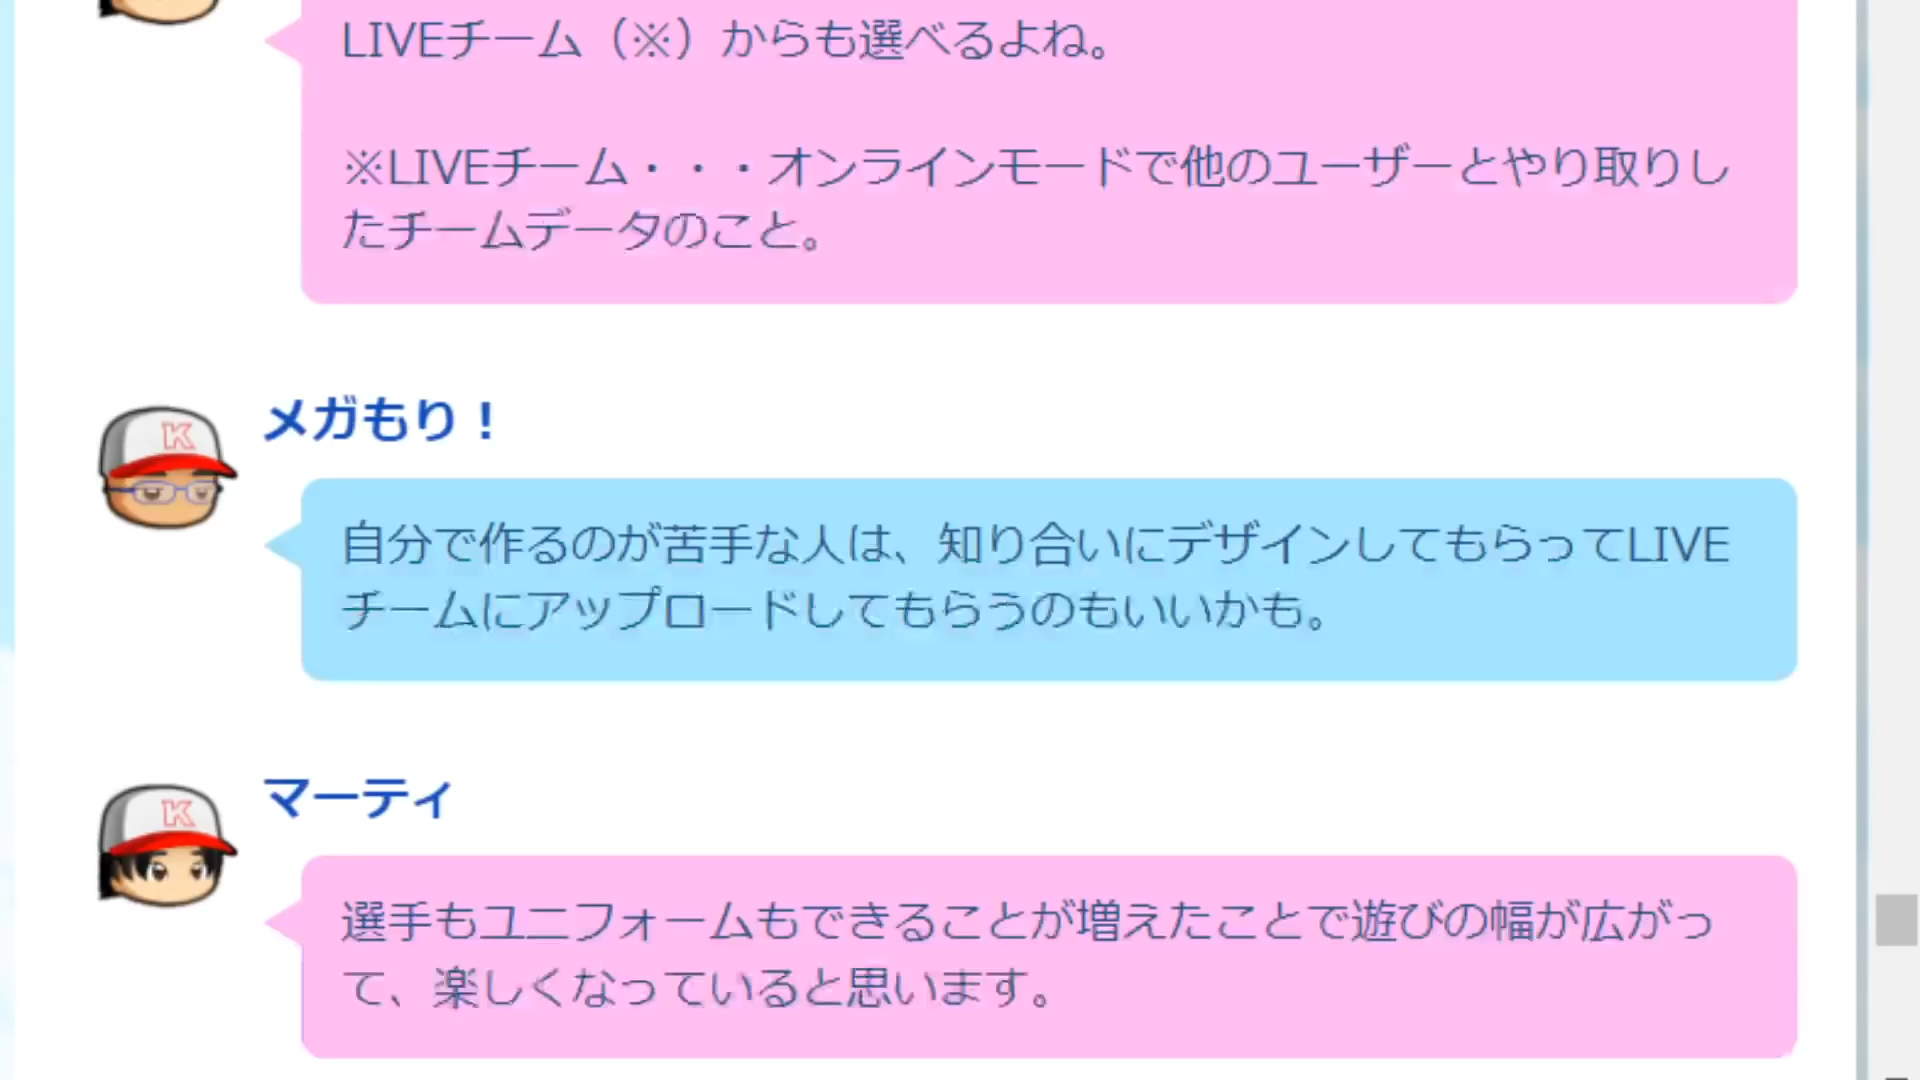 LIVEチーム（※）からも選べるよね。
※LIVEチーム・・・オンラインモードで他のユーザーとやり取りし
たチームデータのこと。
メガもり！
K
自分で作るのが苦手な人は、知り合いにデザインしてもらってLIVE
チームにアップロードしてもらうのもいいかも。
マーティ
K
選手もユニフォームもできることが増えたことで遊びの幅が広がっ
て、楽しくなっていると思います。